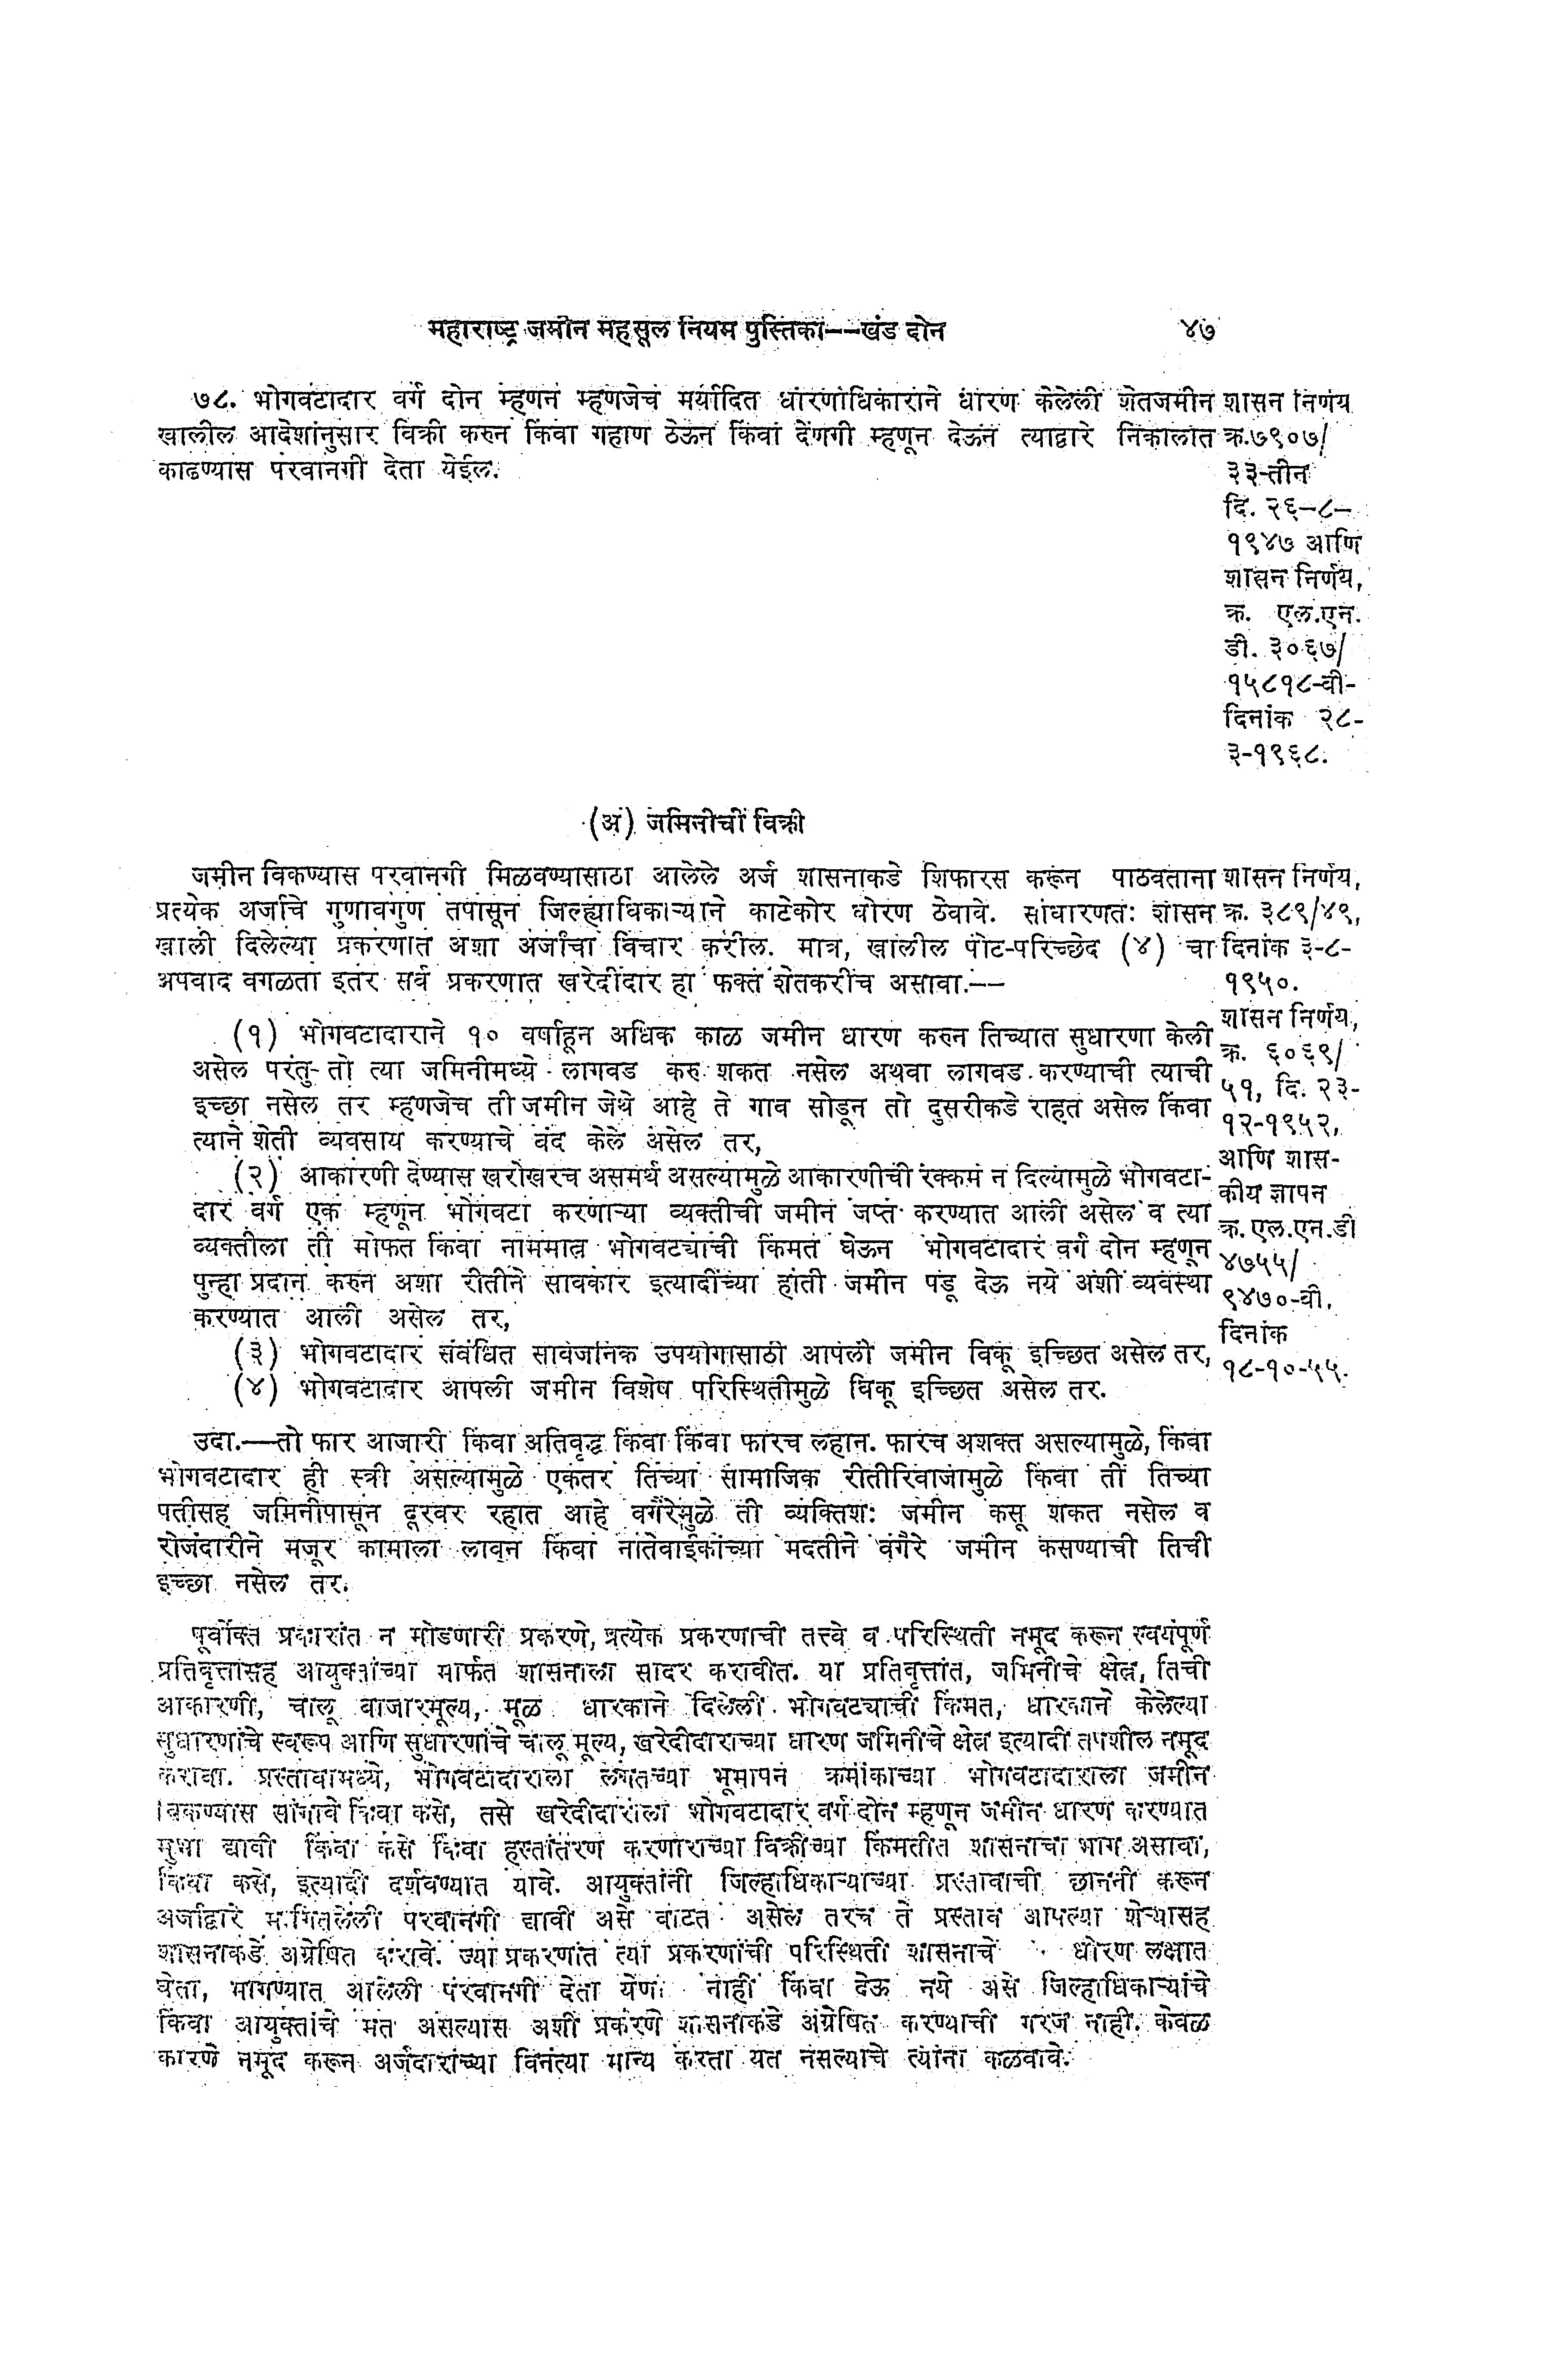 महाराष्ट्र जमीन महसूल नियम पुस्तिका--खंड दोन ४७
७८. भोगवटादार वर्ग दोन म्हणन म्हणजेच मर्यादित धारणाधिकाराने धारण केलेली शेतजमीन
खालील आदेशांनुसार विक्री करुन किंवा गहाण ठेऊन किंवा देणगी म्हणून देऊन त्याद्वारे निकालात
काढण्यास परवानगी देता येईल.
शासन निर्णय
क्र.७९०७/
३३-तीन
दि. २६-८-
१९४७ आणि
शासन निर्णय,
क्र. एल.एन.
डी. ३०६७/
१५८१८-वी-
दिनांक २८-
३-१९६८.
(अ) जमिनीची विक्री
जमीन विकण्यास परवानगी मिळवण्यासाठी आलेले अर्ज शासनाकडे शिफारस करून पाठवताना
प्रत्येक अर्जाचे गुणावगुण तपासून जिल्ह्याधिकाऱ्याने काटेकोर धोरण ठेवावे. साधारणतः शासन
खाली दिलेल्या प्रकरणात अशा अर्जांचा विचार करील. मात्र, खालील पोट-परिच्छेद (४) चा
अपवाद वगळता इतर सर्व प्रकरणात खरेदीदार हा फक्त शेतकरीच असावा.--
(१) भोगवटादाराने १० वर्षाहून अधिक काळ जमीन धारण करुन तिच्यात सुधारणा केली
असेल परंतु तो त्या जमिनीमध्ये लागवड करु शकत नसेल अथवा लागवड करण्याची त्याची
इच्छा नसेल तर म्हणजेच ती जमीन जेथे आहे ते गाव सोडून तो दुसरीकडे राहत असेल किंवा
त्याने शेती व्यवसाय करण्याचे बंद केले असेल तर,
(२) आकारणी देण्यास खरोखरच असमर्थ असल्यामुळे आकारणीची रक्कम न दिल्यामुळे भोगवटा-
दार वर्ग एक म्हणून भोगवटा करणाऱ्या व्यक्तीची जमीन जप्त करण्यात आली असेल व त्या
व्यक्तीला ती मोफत किंवा नाममात्र भोगवट्याची किंमत घेऊन भोगवटादार वर्ग दोन म्हणून
पुन्हा प्रदान करुन अशा रीतीने सावकार इत्यादींच्या हाती जमीन पडू देऊ नये अशी व्यवस्था
करण्यात आली असेल तर,
(३) भोगवटादार संबंधित सार्वजनिक उपयोगासाठी आपली जमीन विकू इच्छित असेल तर,
(४) भोगवटादार आपली जमीन विशेष परिस्थितीमुळे विकू इच्छित असेल तर.
शासन निर्णय,
क्र. ३८९/४९,
दिनांक ३-८-
१९५०.
शासन निर्णय,
क्र. ६०६९/
५१, दि. २३-
१२-१९५२,
आणि शास-
कीय ज्ञापन
क्र.एल.एन.डी
४७५५/
९४७०-वी,
दिनांक
१८-१०-५५.
उदा.—तो फार आजारी किंवा अतिवृद्ध किंवा किंवा फारच लहान. फारच अशक्त असल्यामुळे, किंवा
भोगवटादार ही स्त्री असल्यामुळे एकतर तिच्या सामाजिक रीतीरिवाजामुळे किंवा ती तिच्या
पतीसह जमिनीपासून दूरवर रहात आहे वगैरेमुळे ती व्यक्तिशः जमीन कसू शकत नसेल व
रोजंदारीने मजूर कामाला लावून किंवा नातेवाईकांच्या मदतीने वगैरे जमीन कसण्याची तिची
इच्छा नसेल तर.
पूर्वोक्त प्रकारांत न मोडणारी प्रकरणे, प्रत्येक प्रकरणाची तत्त्वे व परिस्थिती नमूद करून स्वयंपूर्ण
प्रतिवृत्तासह आयुक्तांच्या मार्फत शासनाला सादर करावीत. या प्रतिवृत्तांत, जमिनीचे क्षेत्र, तिची
आकारणी, चालू बाजारमूल्य, मूळ धारकाने दिलेली भोगवट्याची किंमत, धारकाने केलेल्या
सुधारणांचे स्वरूप आणि सुधारणांचे चालू मूल्य, खरेदीदाराच्या धारण जमिनीचे क्षेत्र इत्यादी तपशील नमूद
करावा. प्रस्तावामध्ये, भोगवटादाराला लगतच्या भूमापन क्रमांकाच्या भोगवटादाराला जमीन
विकण्यास सांगावे किंवा कसे, तसे खरेदीदाराला भोगवटादार वर्ग दोन म्हणून जमीन धारण करण्यात
मुभा द्यावी किंवा कसे किंवा हस्तांतरण करणाराच्या विक्रीच्या किंमतीत शासनाचा भाग असावा,
किंवा कसे, इत्यादी दर्शवण्यात यावे. आयुक्तांनी जिल्हाधिकाऱ्याच्या प्रस्तावाची छाननी करून
अर्जाद्वारे मागितलेली परवानगी द्यावी असे वाटत असेल तरच ते प्रस्ताव आपल्या शेऱ्यासह
शासनाकडे अग्रेषित करावे. ज्या प्रकरणांत त्या प्रकरणांची परिस्थिती शासनाचे धोरण लक्षात
घेता, मागण्यात आलेली परवानगी देता येणे नाही किंवा देऊ नये असे जिल्हाधिकाऱ्यांचे
किंवा आयुक्तांचे मत असल्यास अशी प्रकरणे शासनाकडे अग्रेषित करण्याची गरज नाही. केवळ
कारणे नमूद करून अर्जदारांच्या विनंत्या मान्य करता यत नसल्याचे त्यांना कळवावे.